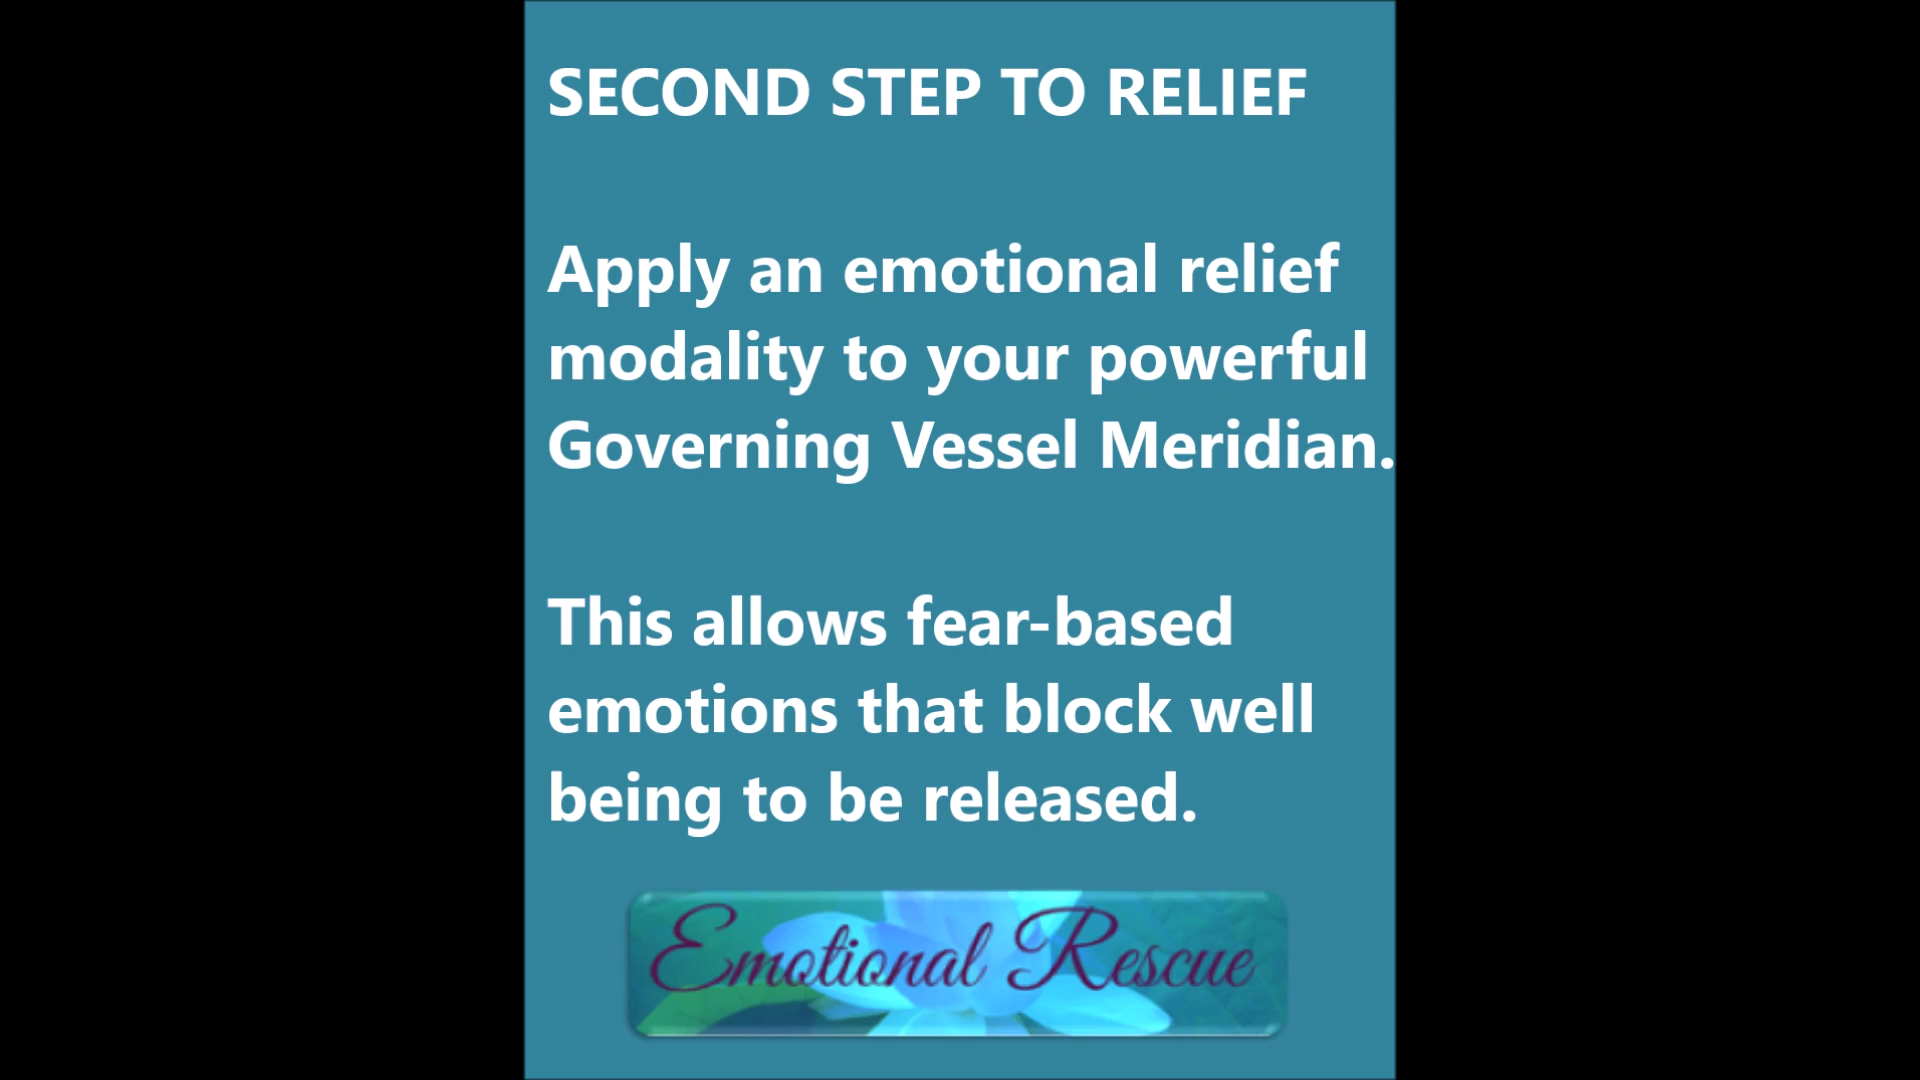 SECOND STEP TO RELIEF
Apply an emotional relief
modality to your powerful
Governing Vessel Meridian.
This allows fear-based
emotions that block well
being to be released.
Emotional Rescue